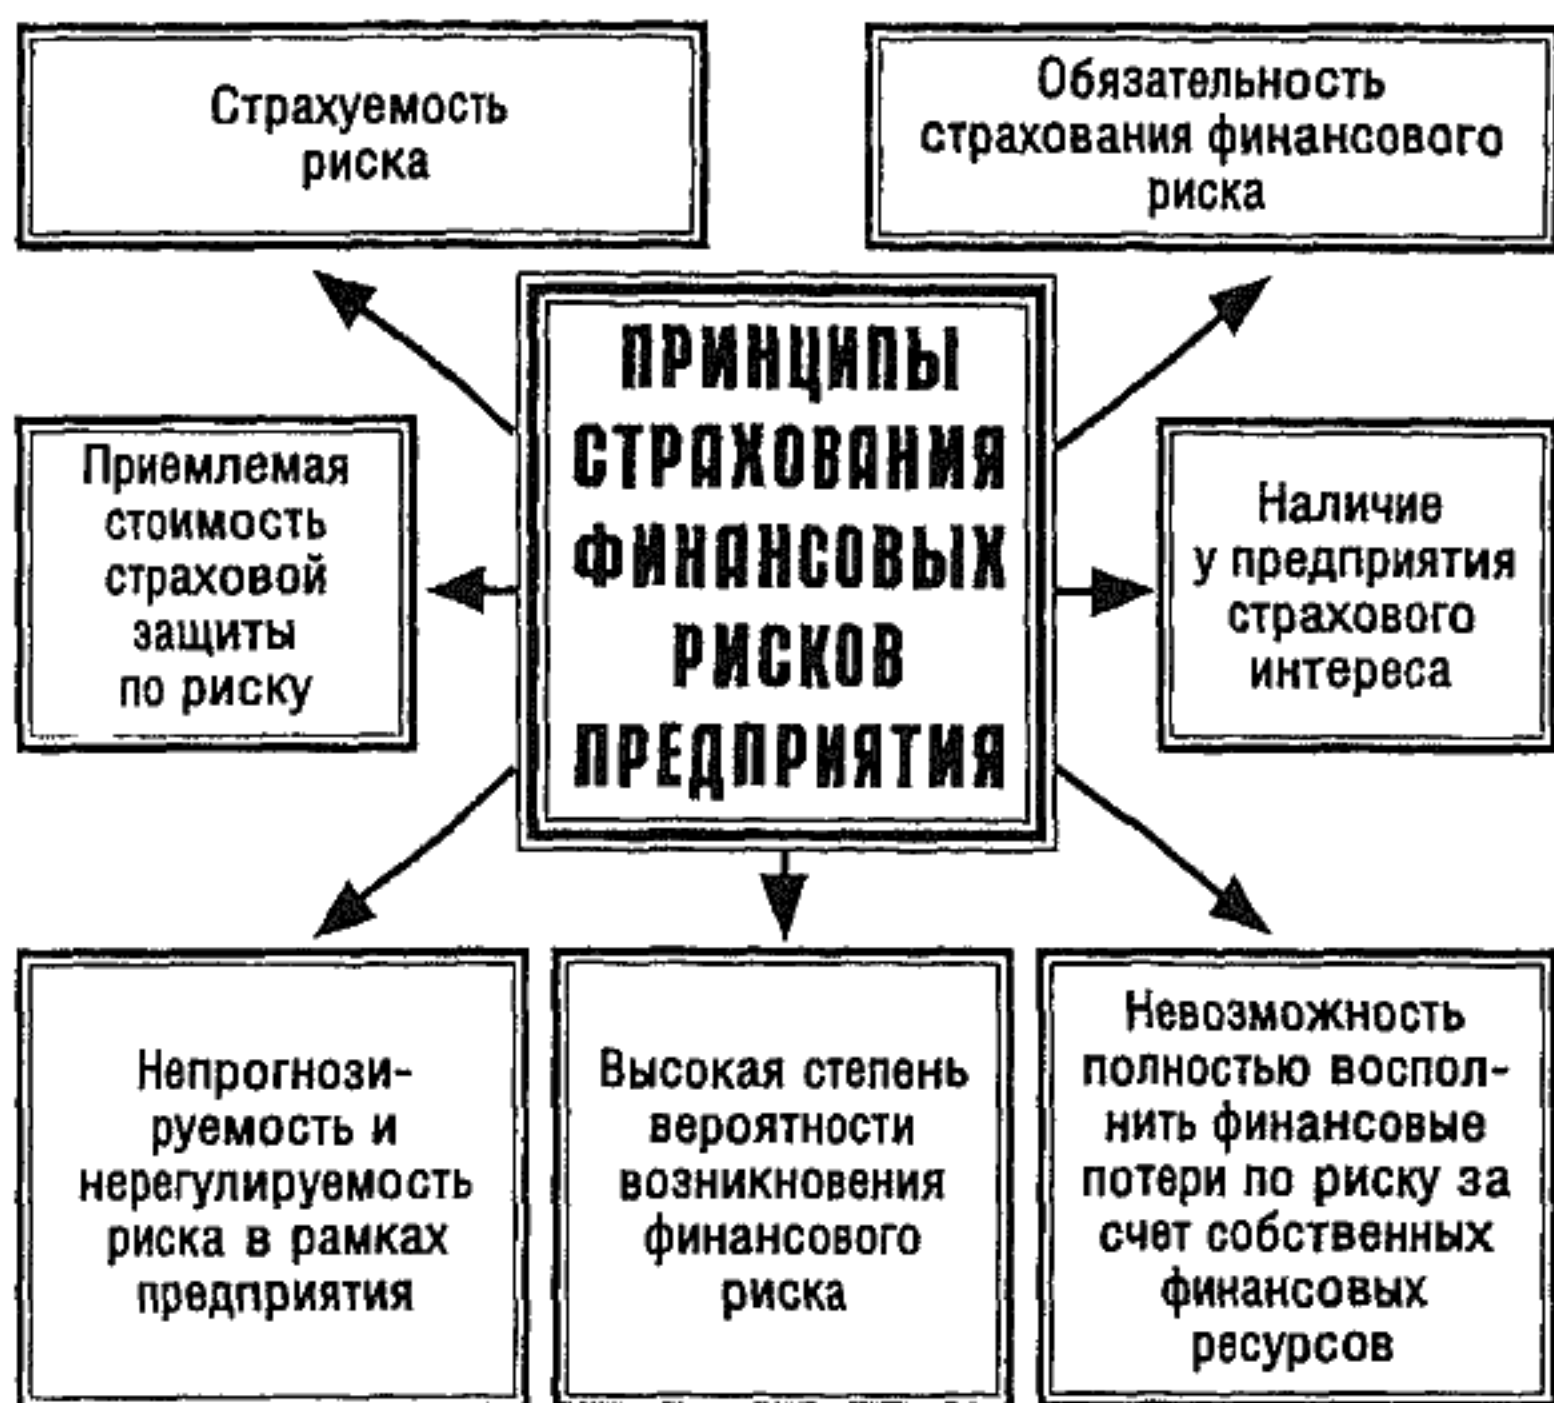 Страхуемость
риска
Обязательность
страхования финансового
риска
ПРИНЦИПЫ
СТРАХОВАНИЯ
ФИНАНСОВЫХ
РИСКОВ
ПРЕДПРИЯТИЯ
Приемлемая
стоимость
страховой
защиты
по риску
Наличие
у предприятия
страхового
интереса
Непрогнози-
руемость и
нерегулируемость
риска в рамках
предприятия
Высокая степень
вероятности
возникновения
финансового
риска
Невозможность
полностью воспол-
нить финансовые
потери по риску за
счет собственных
финансовых
ресурсов